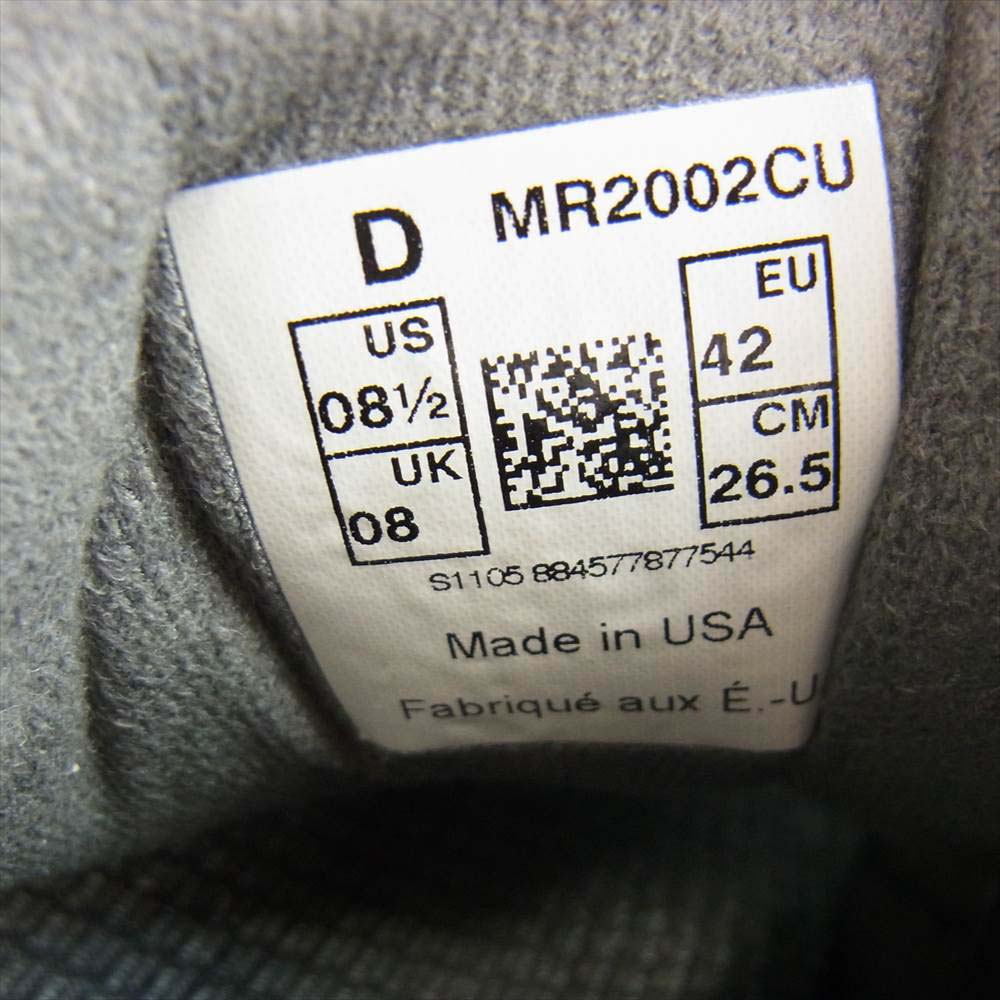 D MR2002CU
US
08½
UK
08
EU
42
CM
26.5
S1105 884577877544
Made in USA
Fabriqué aux É.-U